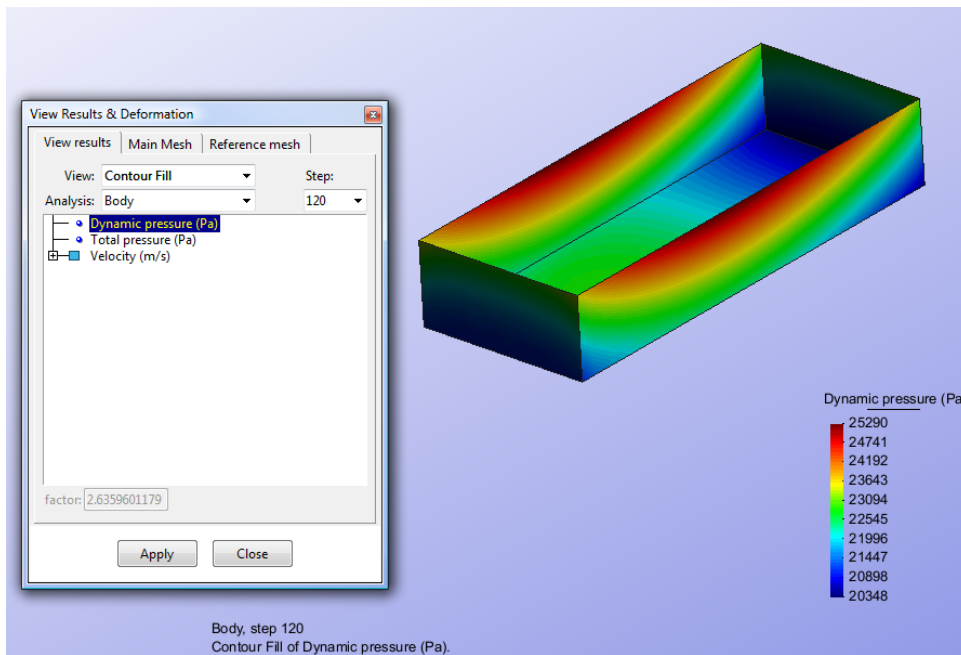 View Results & Deformation
View results Main Mesh Reference mesh
View: Contour Fill Step:
Analysis: Body 120
Dynamic pressure (Pa)
Total pressure (Pa)
Velocity (m/s)
factor: 2.6359601179
Apply Close
Dynamic pressure (Pa
25290
24741
24192
23643
23094
22545
21996
21447
20898
20348
Body, step 120
Contour Fill of Dynamic pressure (Pa).